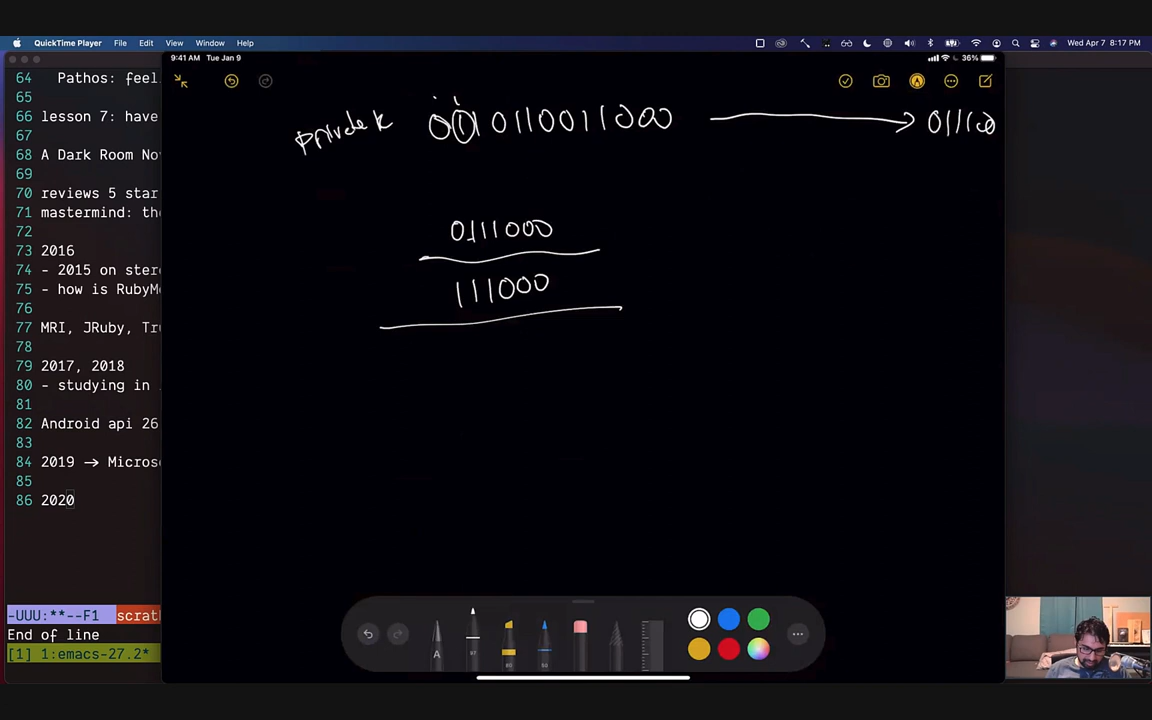 QuickTime Player File Edit View Window Help Wed Apr 7 8:17 PM
9:41 AM Tue Jan 9 36%
64 Pathos: feel
65
66 lesson 7: have
67
68 A Dark Room No
69
70 reviews 5 star
71 mastermind: the
72
73 2016
74 - 2015 on ster
75 - how is RubyM
76
77 MRI, JRuby, Tru
78
79 2017, 2018
80 - studying in
81
82 Android api 26
83
84 2019 → Micros
85
86 2020
-UUU:**--F1 scrat
End of line
[1] 1:emacs-27.2*
0111000
111000